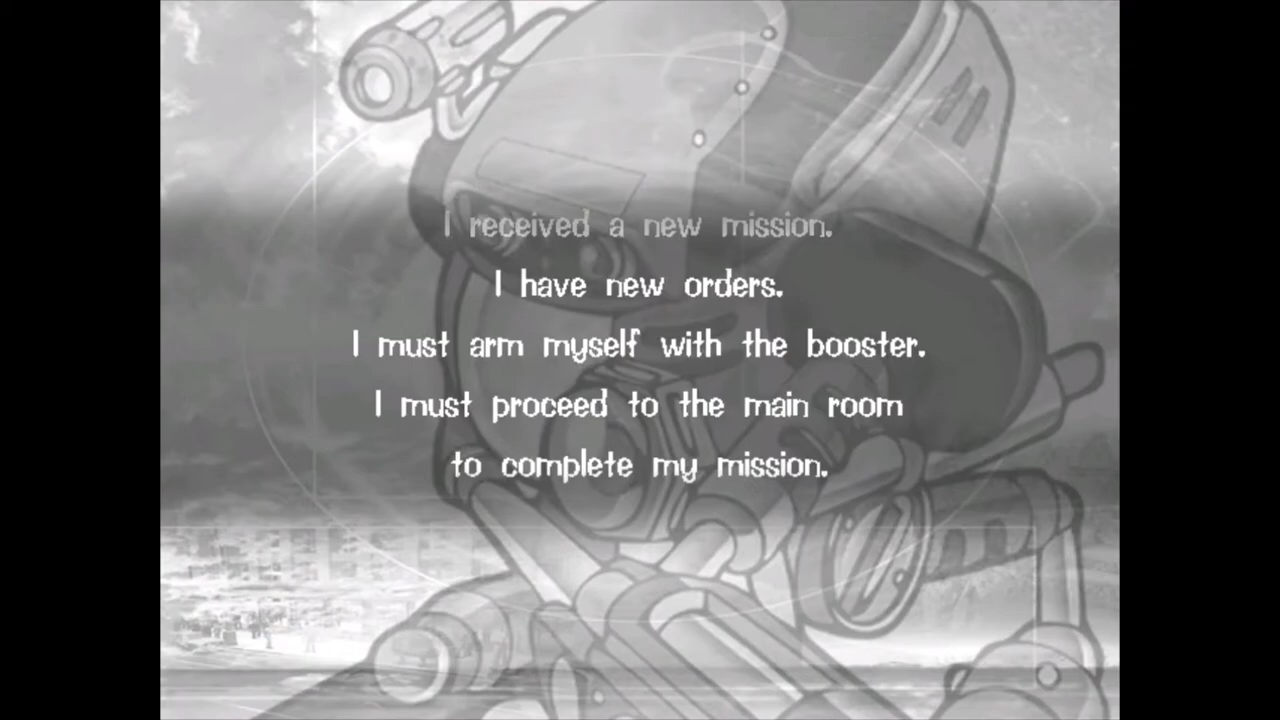 I received a new mission.
I have new orders.
I must arm myself with the booster.
I must proceed to the main room
to complete my mission.